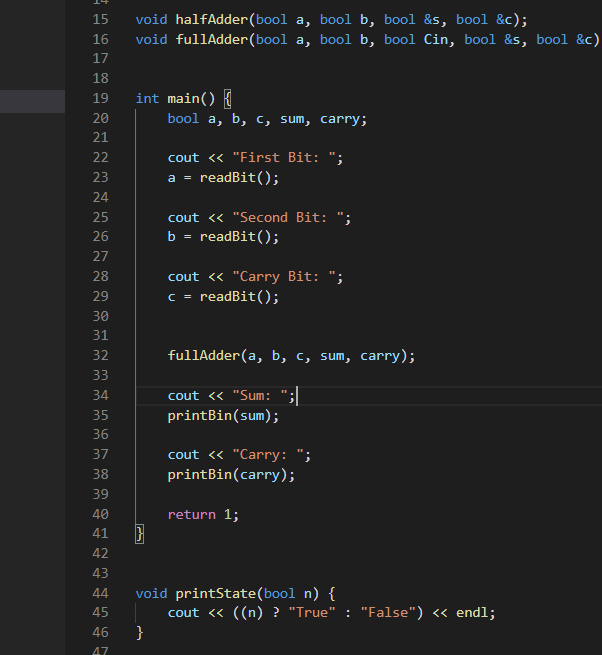 14
15 void halfAdder(bool a, bool b, bool &s, bool &c);
16 void fullAdder(bool a, bool b, bool Cin, bool &s, bool &c)
17
18
19 int main() {
20 bool a, b, c, sum, carry;
21
22 cout << "First Bit: ";
23 a = readBit();
24
25 cout << "Second Bit: ";
26 b = readBit();
27
28 cout << "Carry Bit: ";
29 c = readBit();
30
31
32 fullAdder(a, b, c, sum, carry);
33
34 cout << "Sum: ";
35 printBin(sum);
36
37 cout << "Carry: ";
38 printBin(carry);
39
40 return 1;
41 }
42
43
44 void printState(bool n) {
45 cout << ((n) ? "True" : "False") << endl;
46 }
47